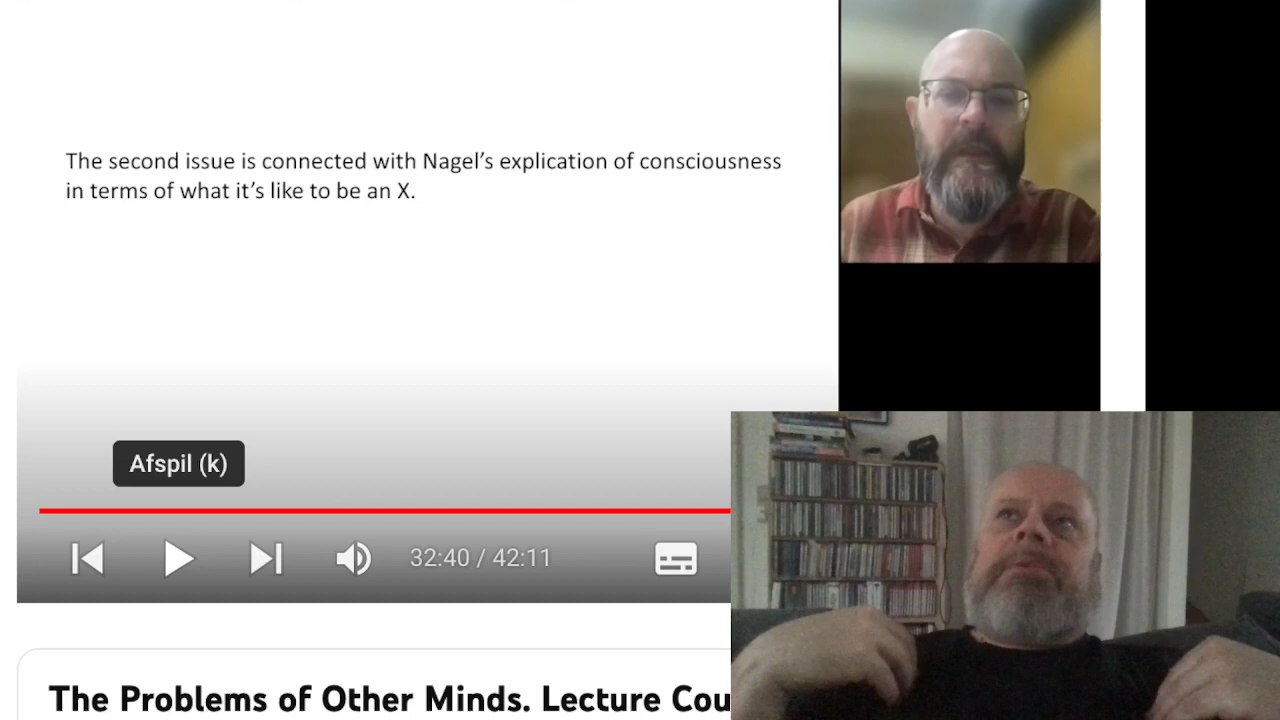 The second issue is connected with Nagel's explication of consciousness
in terms of what it's like to be an X.
Afspil (k)
32:40 / 42:11
The Problems of Other Minds. Lecture Cou